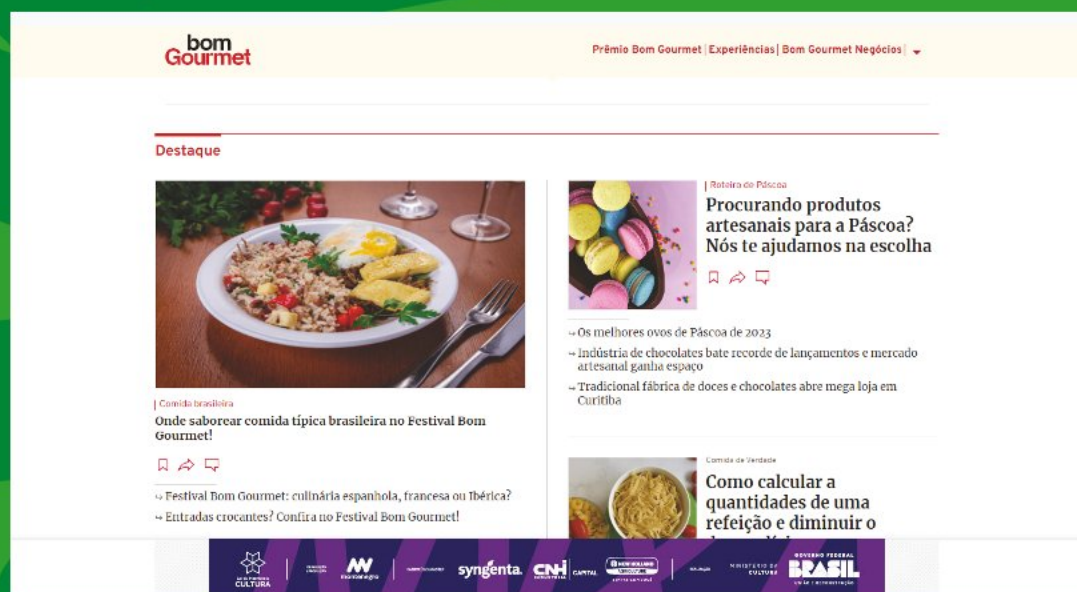 bom
Gourmet
Prêmio Bom Gourmet | Experiências | Bom Gourmet Negócios |
Destaque
Comida brasileira
Onde saborear comida típica brasileira no Festival Bom
Gourmet!
↪ Festival Bom Gourmet: culinária espanhola, francesa ou Ibérica?
↪ Entradas crocantes? Confira no Festival Bom Gourmet!
Roteiro de Páscoa
Procurando produtos
artesanais para a Páscoa?
Nós te ajudamos na escolha
↪ Os melhores ovos de Páscoa de 2023
↪ Indústria de chocolates bate recorde de lançamentos e mercado
artesanal ganha espaço
↪ Tradicional fábrica de doces e chocolates abre mega loja em
Curitiba
Comida de Verdade
Como calcular a
quantidades de uma
refeição e diminuir o
CULTURA
montenegro
syngenta.
CNH
INDUSTRIAL
CAPITAL
NEW HOLLAND
MINISTÉRIO DA
CULTURA
GOVERNO FEDERAL
BRASIL
UNIÃO E RECONSTRUÇÃO